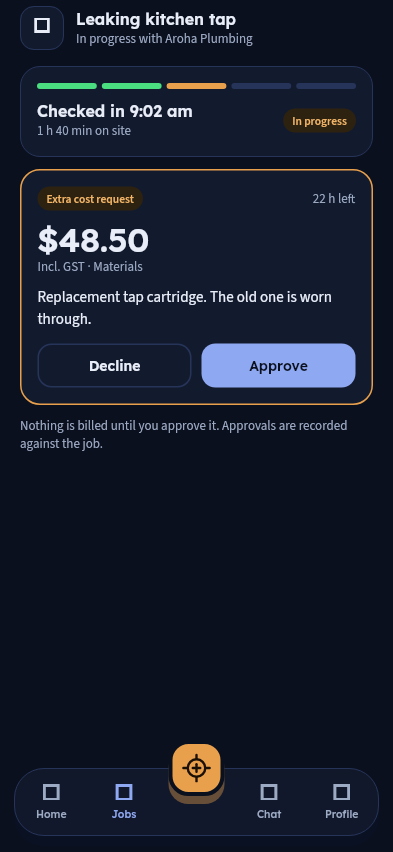 Leaking kitchen tap
In progress with Aroha Plumbing
Checked in 9:02 am
1 h 40 min on site
In progress
Extra cost request
22 h left
$48.50
Incl. GST · Materials
Replacement tap cartridge. The old one is worn
through.
Decline
Approve
Nothing is billed until you approve it. Approvals are recorded
against the job.
Home
Jobs
Chat
Profile